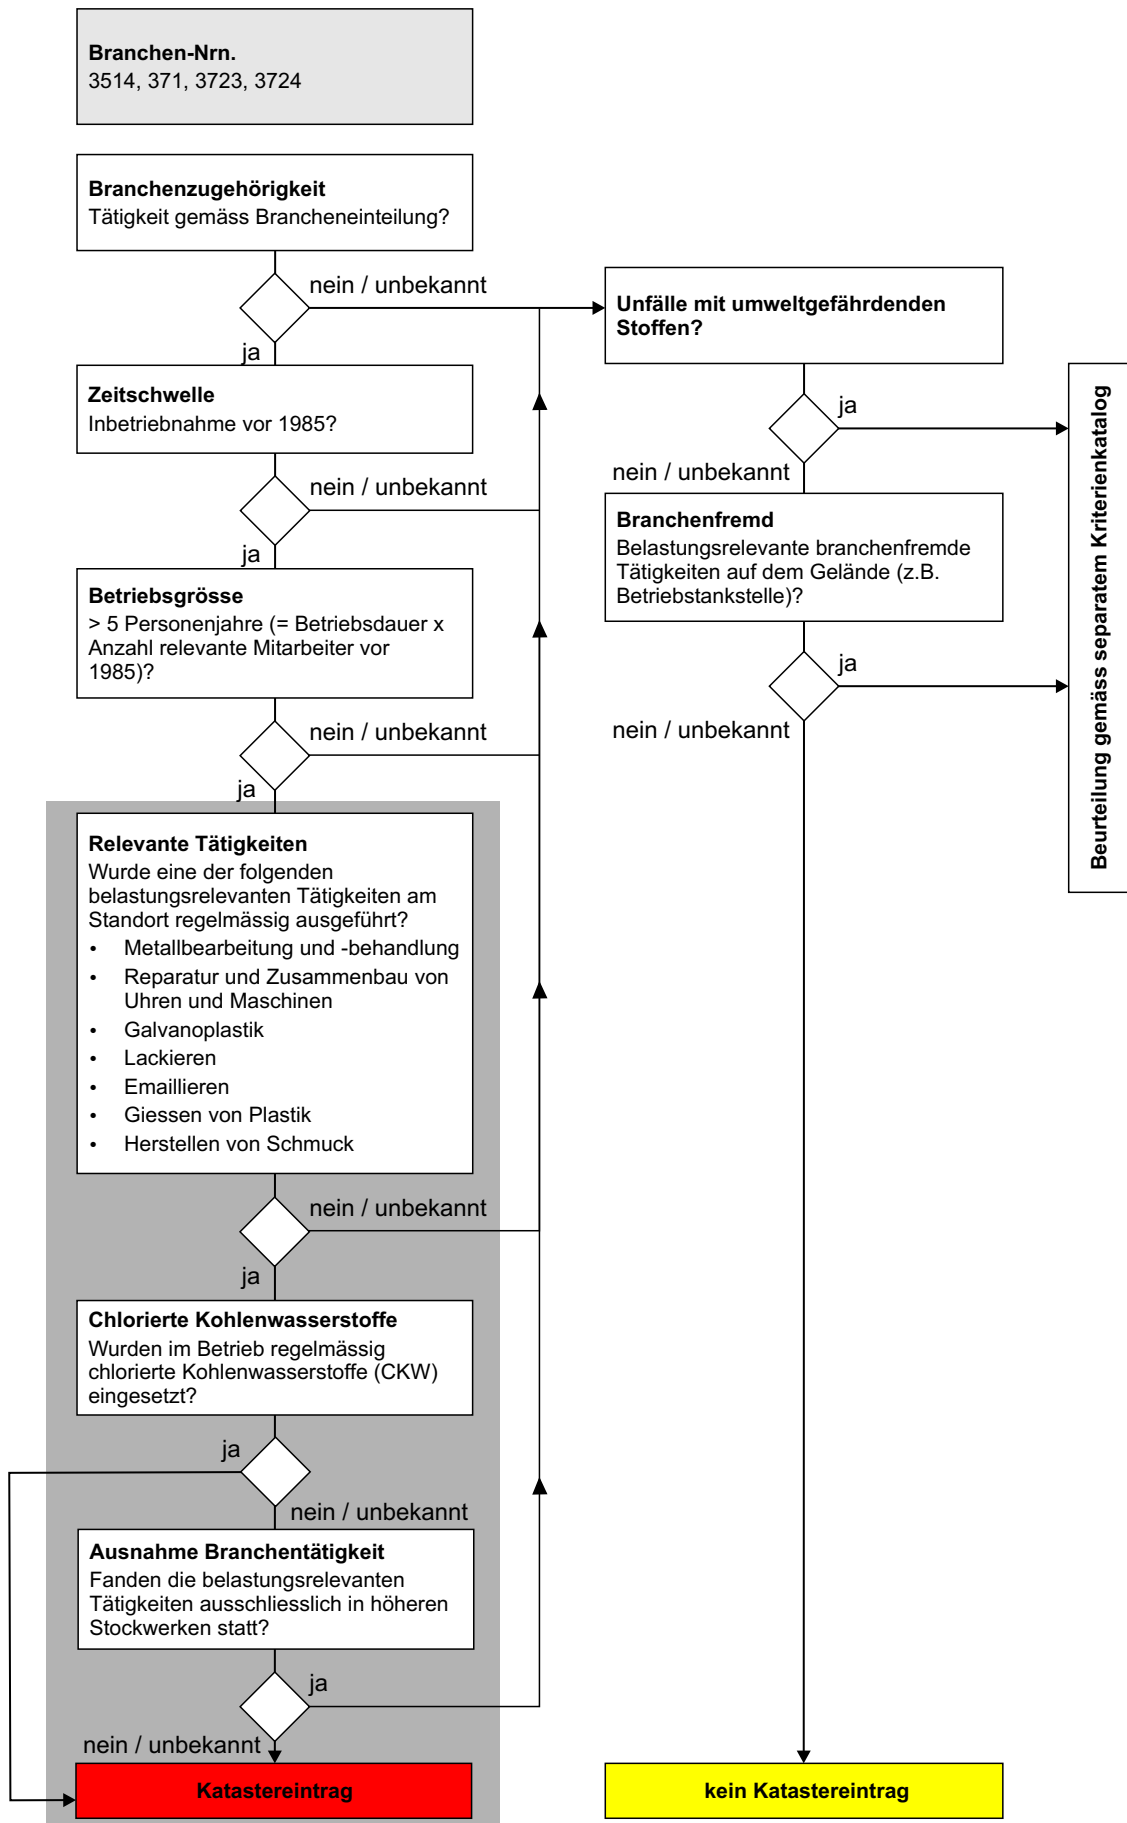 Branchen-Nrn.
3514, 371, 3723, 3724
Branchenzugehörigkeit
Tätigkeit gemäss Brancheneinteilung?
nein / unbekannt
ja
Zeitschwelle
Inbetriebnahme vor 1985?
nein / unbekannt
ja
Betriebsgrösse
> 5 Personenjahre (= Betriebsdauer x
Anzahl relevante Mitarbeiter vor
1985)?
nein / unbekannt
ja
Relevante Tätigkeiten
Wurde eine der folgenden
belastungsrelevanten Tätigkeiten am
Standort regelmässig ausgeführt?
• Metallbearbeitung und -behandlung
• Reparatur und Zusammenbau von
Uhren und Maschinen
• Galvanoplastik
• Lackieren
• Emaillieren
• Giessen von Plastik
• Herstellen von Schmuck
nein / unbekannt
ja
Chlorierte Kohlenwasserstoffe
Wurden im Betrieb regelmässig
chlorierte Kohlenwasserstoffe (CKW)
eingesetzt?
ja
nein / unbekannt
Ausnahme Branchentätigkeit
Fanden die belastungsrelevanten
Tätigkeiten ausschliesslich in höheren
Stockwerken statt?
ja
nein / unbekannt
Katastereintrag
Unfälle mit umweltgefährdenden
Stoffen?
ja
nein / unbekannt
Branchenfremd
Belastungsrelevante branchenfremde
Tätigkeiten auf dem Gelände (z.B.
Betriebstankstelle)?
ja
nein / unbekannt
kein Katastereintrag
Beurteilung gemäss separatem Kriterienkatalog